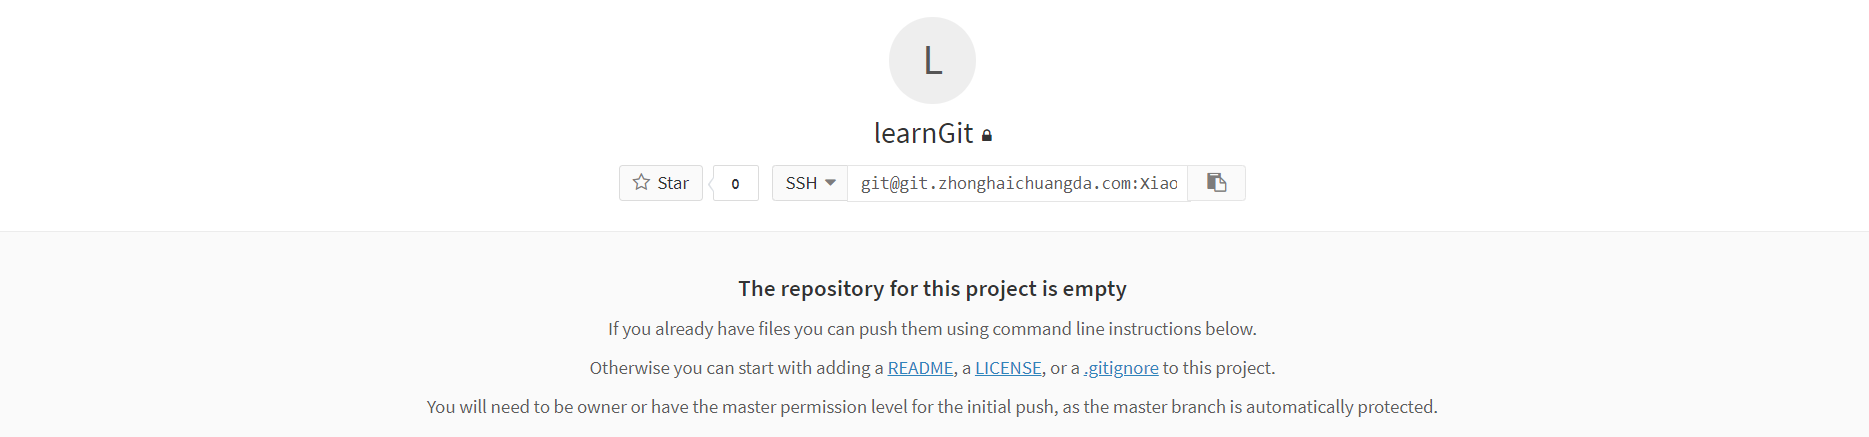 L
learnGit
Star 0 SSH git@git.zhonghaichuangda.com:Xiao
The repository for this project is empty
If you already have files you can push them using command line instructions below.
Otherwise you can start with adding a README, a LICENSE, or a .gitignore to this project.
You will need to be owner or have the master permission level for the initial push, as the master branch is automatically protected.